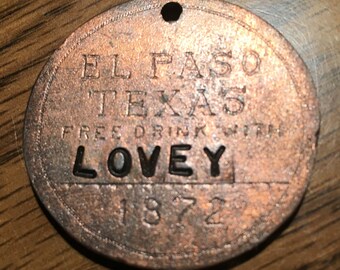 EL PASO
TEXAS
FREE DRINK WITH
LOVEY
1872